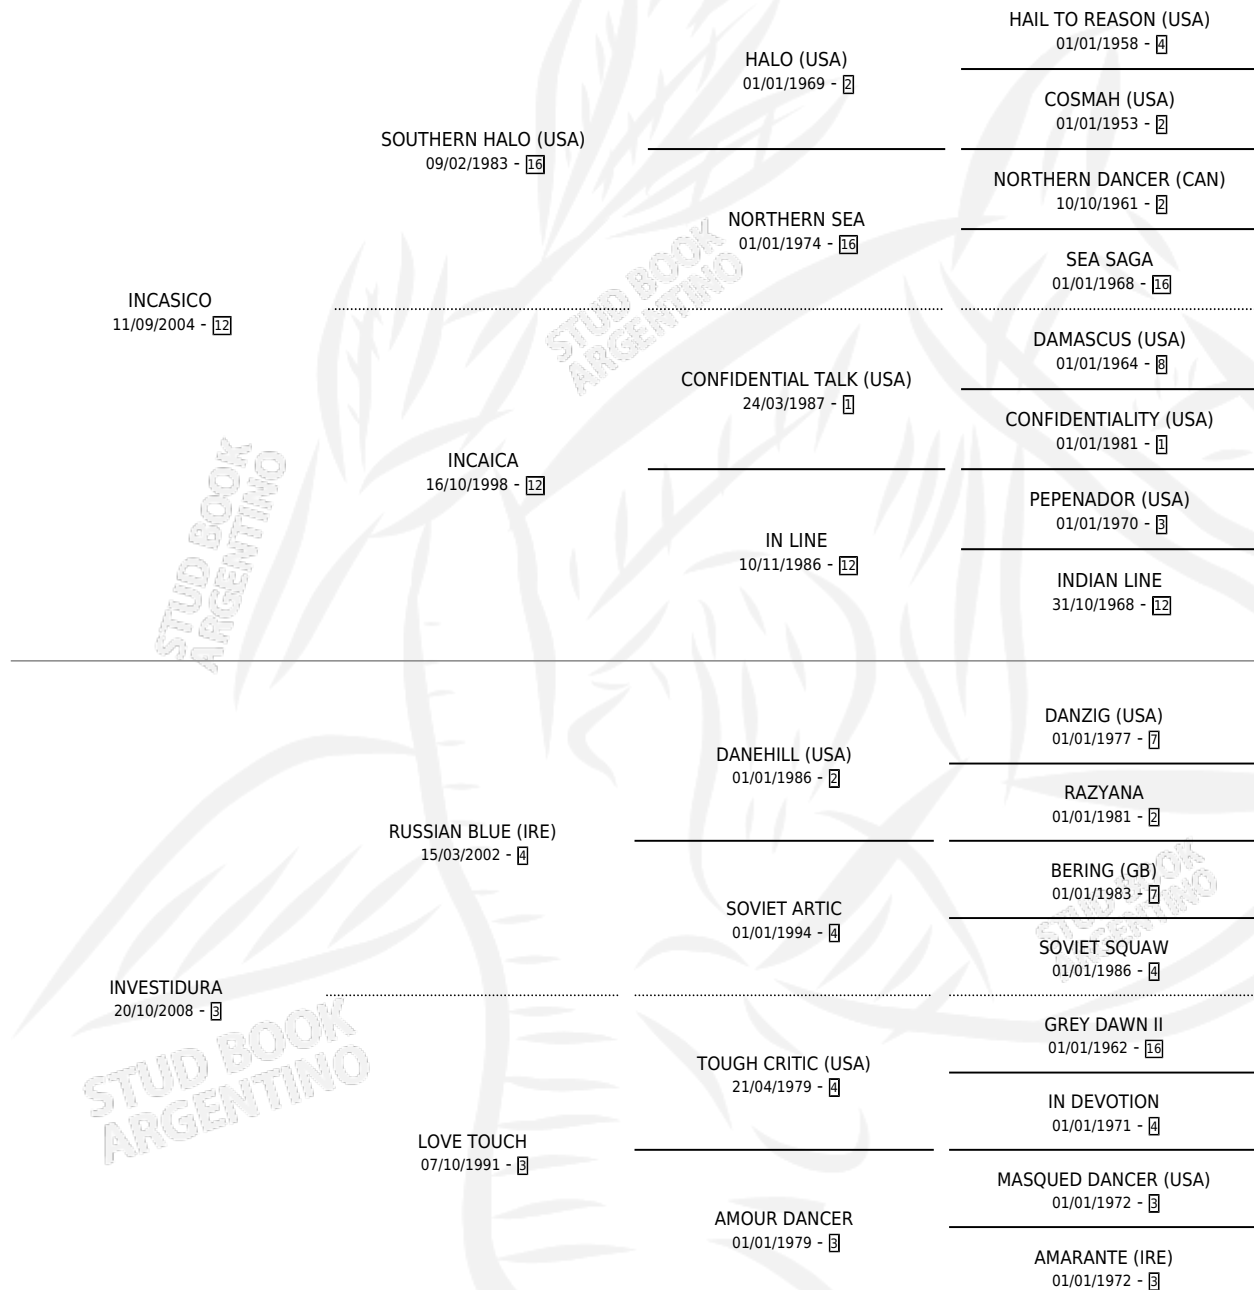 HAIL TO REASON (USA)
01/01/1958 - 4
HALO (USA)
01/01/1969 - 2
COSMAH (USA)
01/01/1953 - 2
SOUTHERN HALO (USA)
09/02/1983 - 16
NORTHERN DANCER (CAN)
10/10/1961 - 2
NORTHERN SEA
01/01/1974 - 16
SEA SAGA
01/01/1968 - 16
INCASICO
11/09/2004 - 12
DAMASCUS (USA)
01/01/1964 - 8
CONFIDENTIAL TALK (USA)
24/03/1987 - 1
CONFIDENTIALITY (USA)
01/01/1981 - 1
INCAICA
16/10/1998 - 12
PEPENADOR (USA)
01/01/1970 - 3
IN LINE
10/11/1986 - 12
INDIAN LINE
31/10/1968 - 12
DANZIG (USA)
01/01/1977 - 7
DANEHILL (USA)
01/01/1986 - 2
RAZYANA
01/01/1981 - 2
RUSSIAN BLUE (IRE)
15/03/2002 - 4
BERING (GB)
01/01/1983 - 7
SOVIET ARTIC
01/01/1994 - 4
SOVIET SQUAW
01/01/1986 - 4
INVESTIDURA
20/10/2008 - 3
GREY DAWN II
01/01/1962 - 16
TOUGH CRITIC (USA)
21/04/1979 - 4
IN DEVOTION
01/01/1971 - 4
LOVE TOUCH
07/10/1991 - 3
MASQUED DANCER (USA)
01/01/1972 - 3
AMOUR DANCER
01/01/1979 - 3
AMARANTE (IRE)
01/01/1972 - 3
STUD BOOK
ARGENTINO
STUD BOOK
ARGENTINO
STUD BOOK
ARGENTINO
STUD BOOK
ARGENTINO